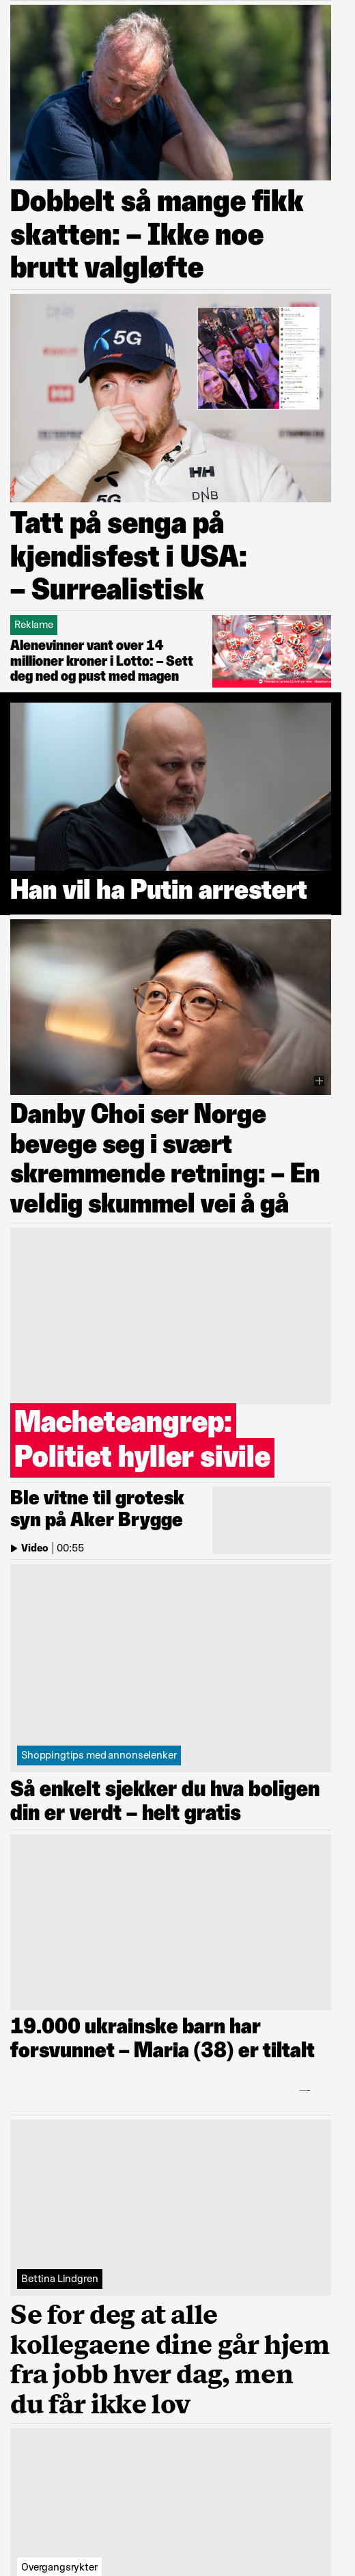 Dobbelt så mange fikk
skatten: – Ikke noe
brutt valgløfte
DNB
5G
HH
DNB
5G
Tatt på senga på
kjendisfest i USA:
– Surrealistisk
Reklame
Alenevinner vant over 14
millioner kroner i Lotto: – Sett
deg ned og pust med magen
Han vil ha Putin arrestert
Danby Choi ser Norge
bevege seg i svært
skremmende retning: – En
veldig skummel vei å gå
Macheteangrep:
Politiet hyller sivile
Ble vitne til grotesk
syn på Aker Brygge
Video | 00:55
Shoppingtips med annonselenker
Så enkelt sjekker du hva boligen
din er verdt – helt gratis
19.000 ukrainske barn har
forsvunnet – Maria (38) er tiltalt
Bettina Lindgren
Se for deg at alle
kollegaene dine går hjem
fra jobb hver dag, men
du får ikke lov
Overgangsrykter